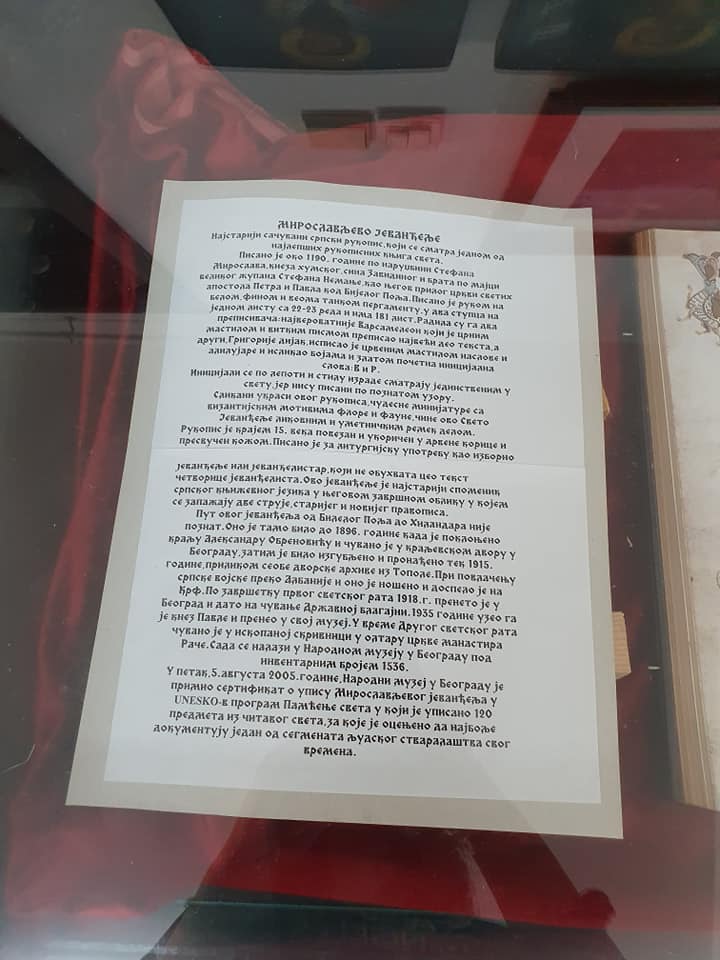 Мирослављево јеванђеље
Најстарији сачувани српски рукопис,који се сматра једном од
најлепших рукописних књига света.
Писано је око 1190. године по наруџбини Стефана
Мирослава,кнеза хумског,сина Завидиног и брата по мајци
великог жупана Стефана Немање,као његов прилог цркви светих
апостола Петра и Павла код Бијелог Поља.Писано је руком на
белом,фином и веома танком пергаменту,у два ступца на
једном листу са 22-23 реда и има 181 лист.Радила су га два
преписивача:највероватније Варсамелеон који је црним
мастилом и витким писмом преписао највећи део текста,а
други,Григорије дијак,исписао је црвеним мастилом наслове и
алилујаре и исликао бојама и златом почетна иницијална
слова:В и Р.
Иницијали се по лепоти и стилу израде сматрају јединственим у
свету,јер нису писани по познатом узору.
Сликани украси овог рукописа,чудесне минијатуре са
византијским мотивима флоре и фауне,чине ово Свето
Јеванђеље ликовним и уметничким ремек делом.
Рукопис је крајем 15. века повезан и укоричен у дрвене корице и
пресвучен кожом.Писано је за литургијску употребу као изборно
јеванђеље или јеванђелистар,који не обухвата цео текст
четворице јеванђелиста.Ово јеванђеље је најстарији споменик
српског књижевног језика у његовом завршном облику у којем
се запажају две струје,старијег и новијег правописа.
Пут овог јеванђеља од Бијелог Поља до Хиландара није
познат.Оно је тамо било до 1896. године када је поклоњено
краљу Александру Обреновићу и чувано је у краљевском двору у
Београду,затим је било изгубљено и пронађено тек 1915.
године,приликом сеобе дворске архиве из Тополе.При повлачењу
српске војске преко Албаније и оно је ношено и доспело је на
Крф.По завршетку првог светског рата 1918.г. пренето је у
Београд и дато на чување Државној благајни.1935 године узео га
је кнез Павле и пренео у свој музеј.У време Другог светског рата
чувано је у ископаној скривници у олтару цркве манастира
Раче.Сада се налази у Народном музеју у Београду под
инвентарним бројем 1536.
У петак,5.августа 2005.године,Народни музеј у Београду је
примио сертификат о упису Мирослављевог јеванђеља у
UNESKO-в програм Памћење света у који је уписано 120
предмета из читавог света,за које је оцењено да најбоље
документују један од сегмената људског стваралаштва свог
времена.